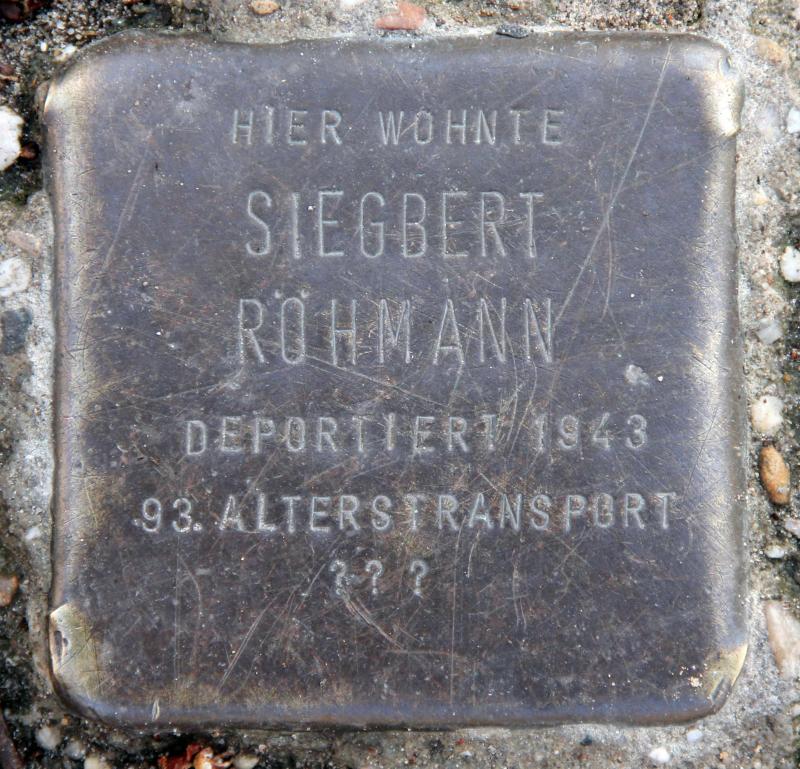 HIER WOHNTE
SIEGBERT
RÖHMANN
DEPORTIERT 1943
93. ALTERSTRANSPORT
? ? ?